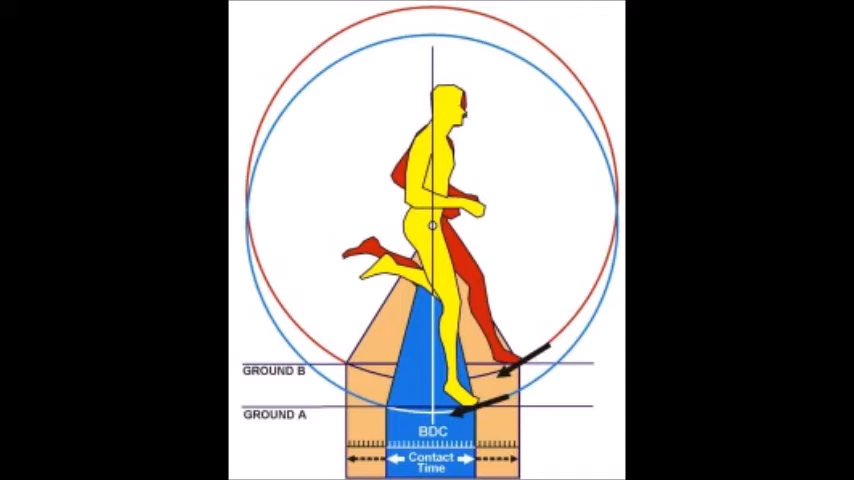 GROUND B
GROUND A
BDC
Contact
Time